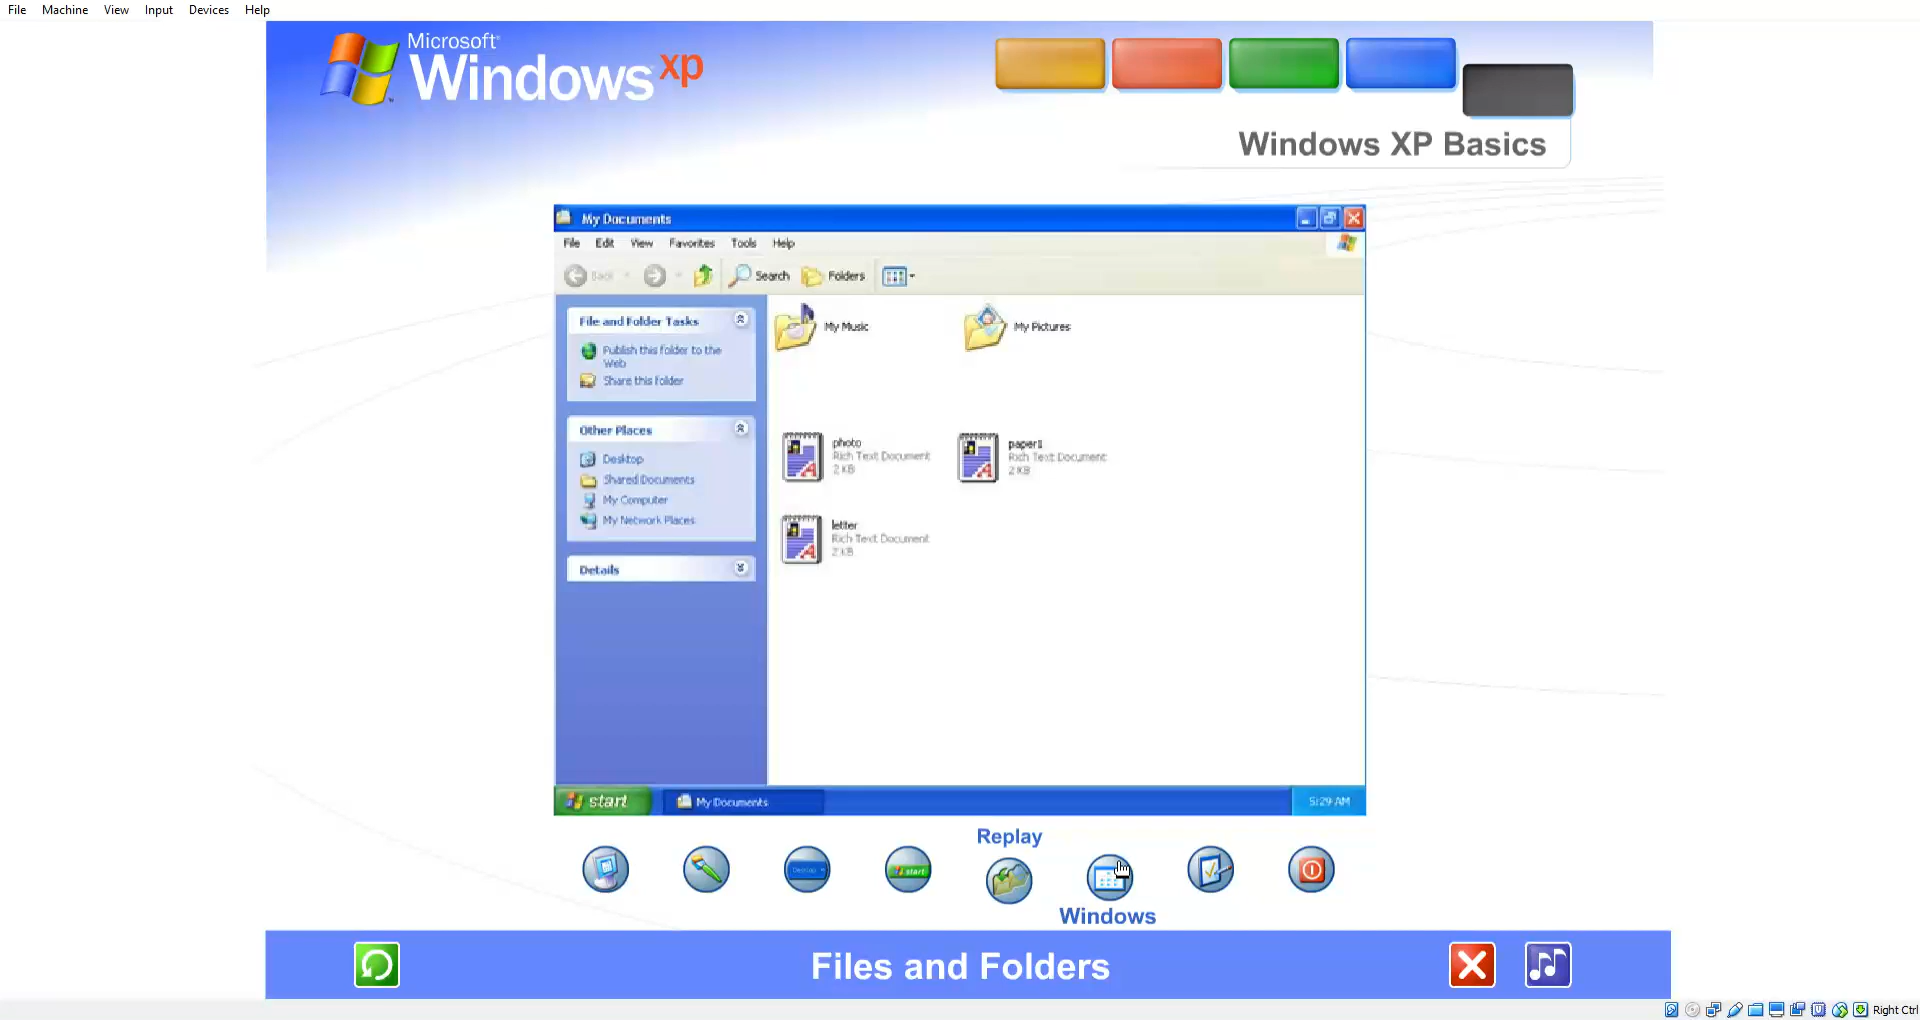 File Machine View Input Devices Help
Microsoft®
Windows xp
Windows XP Basics
My Documents
File Edit View Favorites Tools Help
Back Search Folders
File and Folder Tasks
Publish this folder to the
Web
Share this folder
Other Places
Desktop
Shared Documents
My Computer
My Network Places
Details
My Music My Pictures
photo
Rich Text Document
2 KB
paper1
Rich Text Document
2 KB
letter
Rich Text Document
2 KB
start My Documents 5:29 AM
Replay
start
Windows
Files and Folders
Right Ctrl